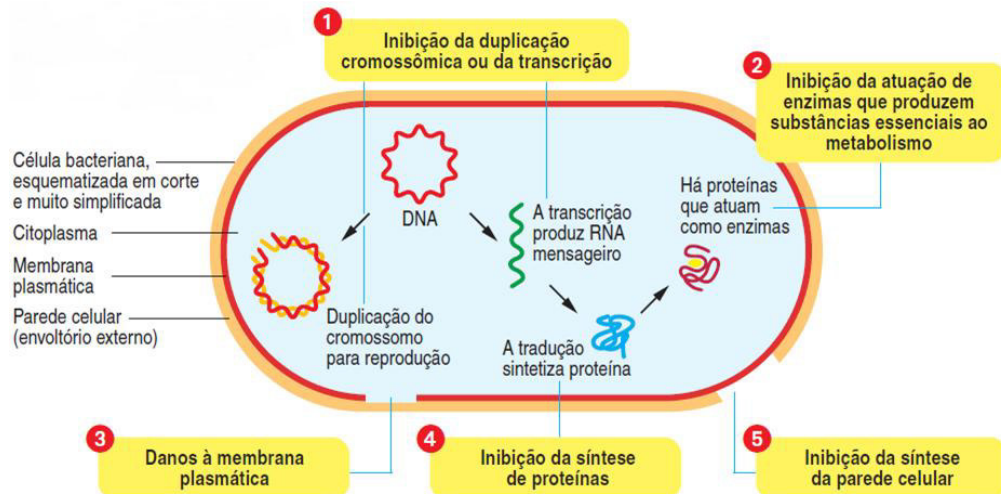 1
Inibição da duplicação
cromossômica ou da transcrição
2
Inibição da atuação de
enzimas que produzem
substâncias essenciais ao
metabolismo
Célula bacteriana,
esquematizada em corte
e muito simplificada
Citoplasma
Membrana
plasmática
Parede celular
(envoltório externo)
DNA
Duplicação do
cromossomo
para reprodução
A transcrição
produz RNA
mensageiro
A tradução
sintetiza proteína
Há proteínas
que atuam
como enzimas
3
Danos à membrana
plasmática
4
Inibição da síntese
de proteínas
5
Inibição da síntese
da parede celular